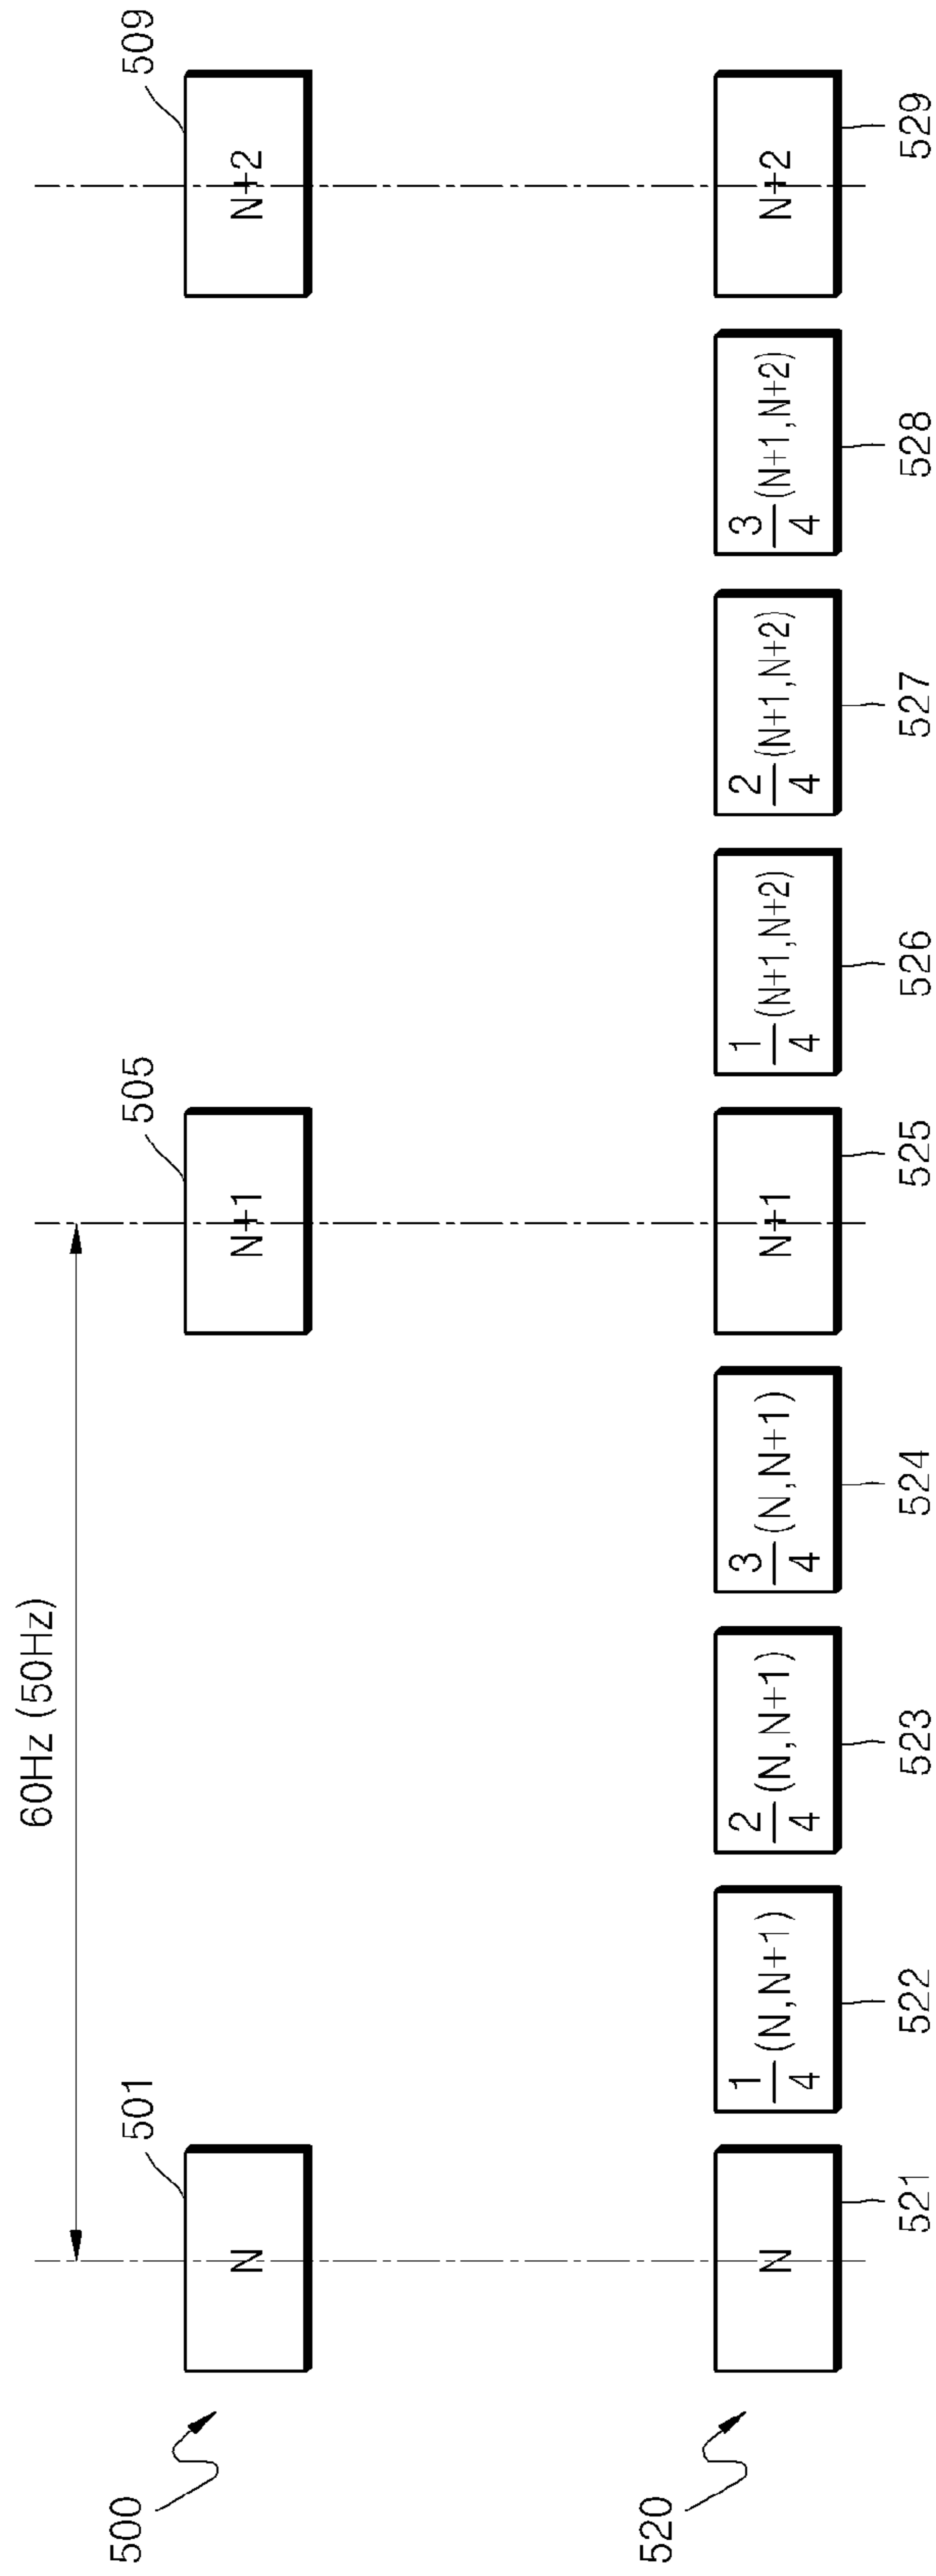 60Hz (50Hz)
500
501
505
509
N
N+1
N+2
520
N
1/4 (N,N+1)
2/4 (N,N+1)
3/4 (N,N+1)
N+1
1/4 (N+1,N+2)
2/4 (N+1,N+2)
3/4 (N+1,N+2)
N+2
521
522
523
524
525
526
527
528
529